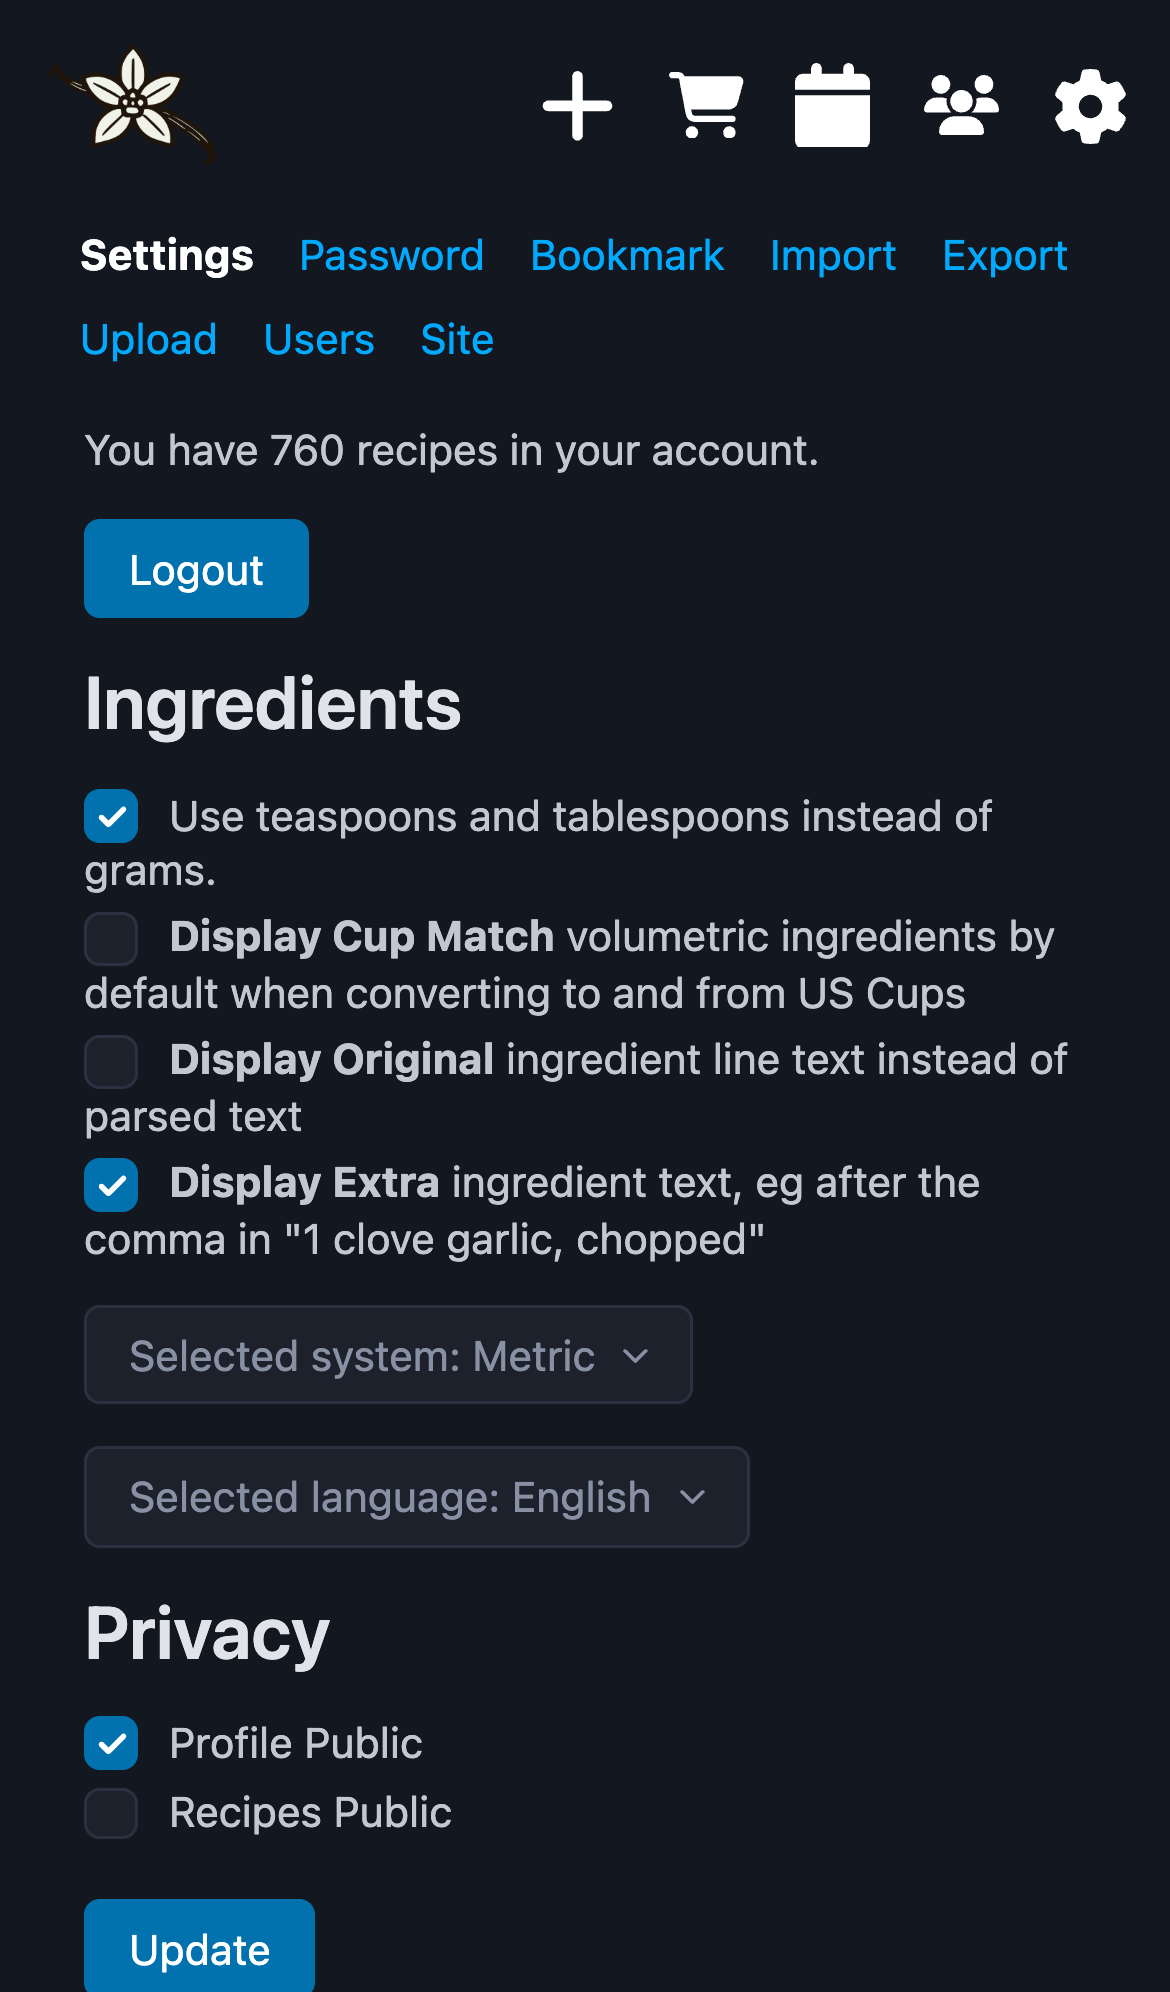 Settings Password Bookmark Import Export
Upload Users Site
You have 760 recipes in your account.
Logout
Ingredients
Use teaspoons and tablespoons instead of
grams.
Display Cup Match volumetric ingredients by
default when converting to and from US Cups
Display Original ingredient line text instead of
parsed text
Display Extra ingredient text, eg after the
comma in "1 clove garlic, chopped"
Selected system: Metric
Selected language: English
Privacy
Profile Public
Recipes Public
Update